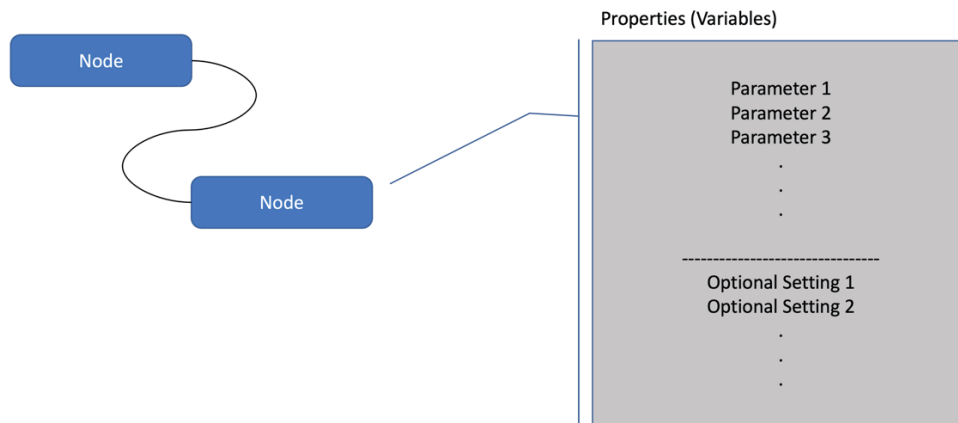 Properties (Variables)
Node
Node
Parameter 1
Parameter 2
Parameter 3
.
.
.
--------------------------------
Optional Setting 1
Optional Setting 2
.
.
.